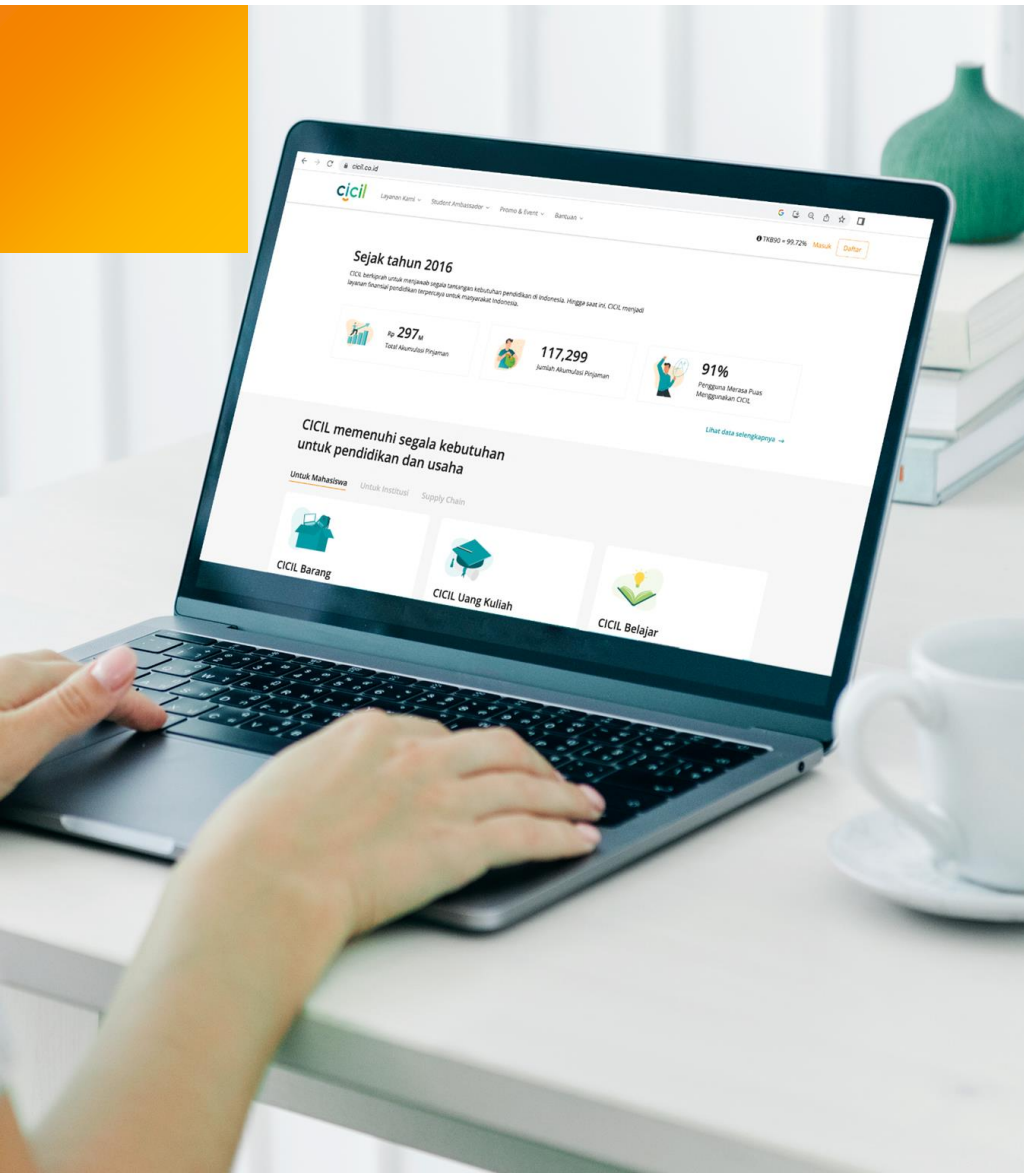 cicil.co.id
cicil
Layanan Kami
Student Ambassador
Promo & Event
Bantuan
TKB90 = 99.72%
Masuk
Daftar
Sejak tahun 2016
CICIL berkiprah untuk menjawab segala tantangan kebutuhan pendidikan di Indonesia. Hingga saat ini, CICIL menjadi
layanan finansial pendidikan terpercaya untuk masyarakat Indonesia.
Rp 297M
Total Akumulasi Pinjaman
117,299
Jumlah Akumulasi Pinjaman
91%
Pengguna Merasa Puas
Menggunakan CICIL
Lihat data selengkapnya →
CICIL memenuhi segala kebutuhan
untuk pendidikan dan usaha
Untuk Mahasiswa
Untuk Institusi
Supply Chain
CICIL Barang
CICIL Uang Kuliah
CICIL Belajar